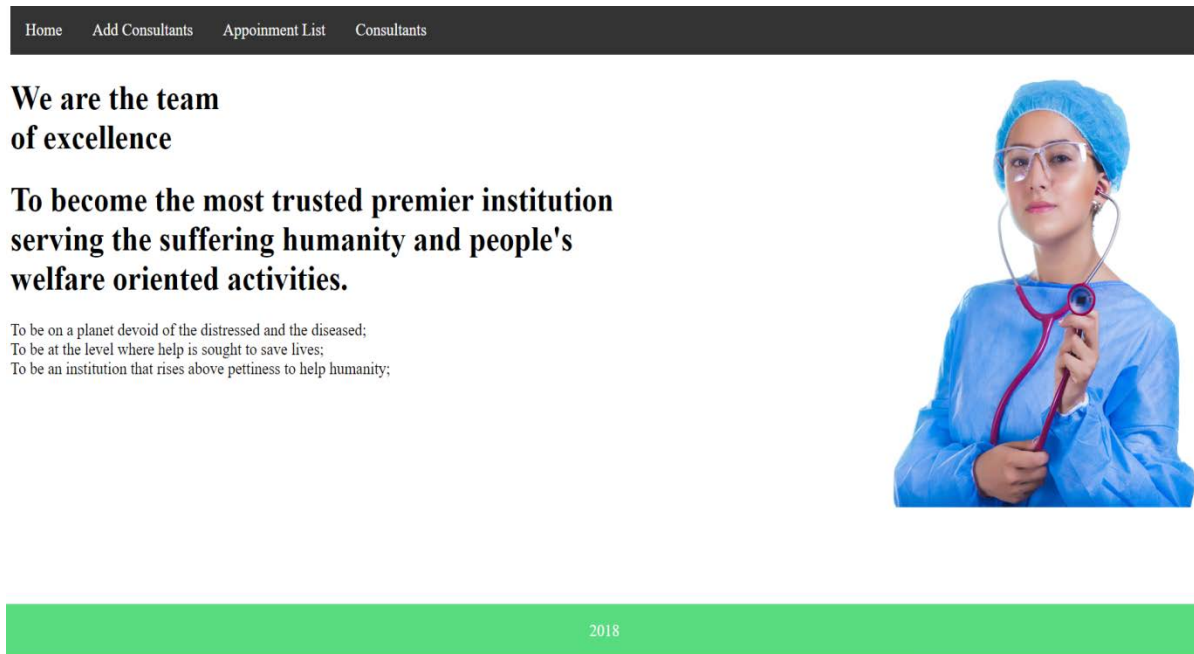 Home Add Consultants Appoinment List Consultants
We are the team
of excellence
To become the most trusted premier institution
serving the suffering humanity and people's
welfare oriented activities.
To be on a planet devoid of the distressed and the diseased;
To be at the level where help is sought to save lives;
To be an institution that rises above pettiness to help humanity;
2018